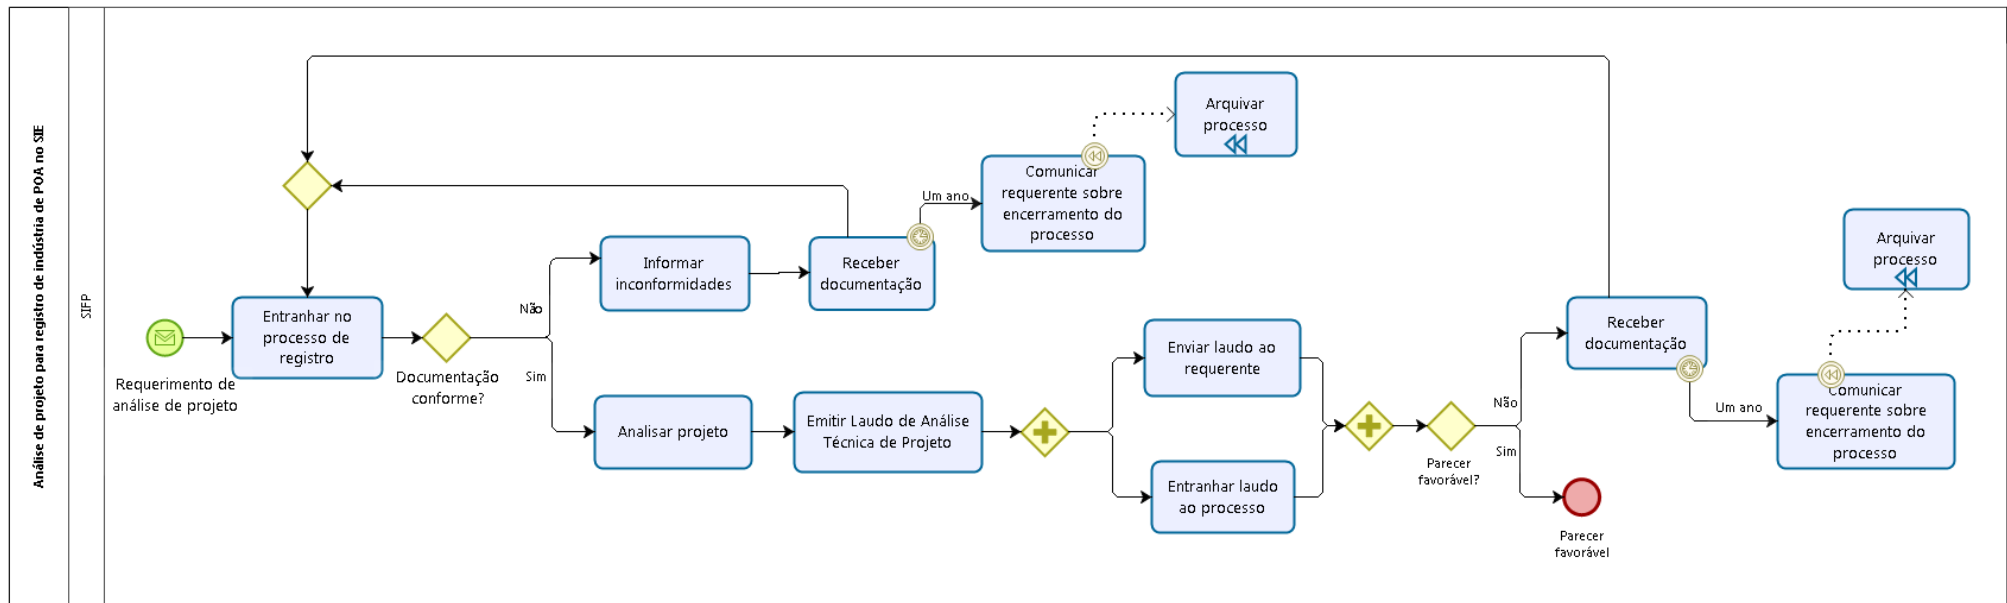 Análise de projeto para registro de indústria de POA no SIE
SIFP
Requerimento de
análise de projeto
Entranhar no
processo de
registro
Documentação
conforme?
Não
Sim
Informar
inconformidades
Receber
documentação
Um ano
Comunicar
requerente sobre
encerramento do
processo
Arquivar
processo
Analisar projeto
Emitir Laudo de Análise
Técnica de Projeto
Enviar laudo ao
requerente
Entranhar laudo
ao processo
Parecer
favorável?
Não
Sim
Receber
documentação
Um ano
Comunicar
requerente sobre
encerramento do
processo
Arquivar
processo
Parecer
favorável